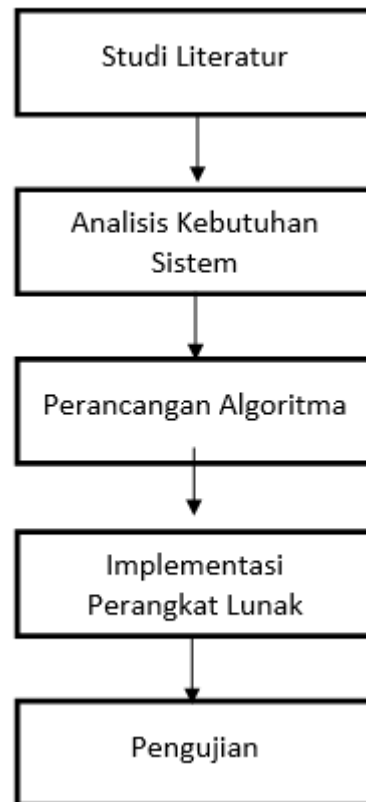 Studi Literatur
Analisis Kebutuhan
Sistem
Perancangan Algoritma
Implementasi
Perangkat Lunak
Pengujian